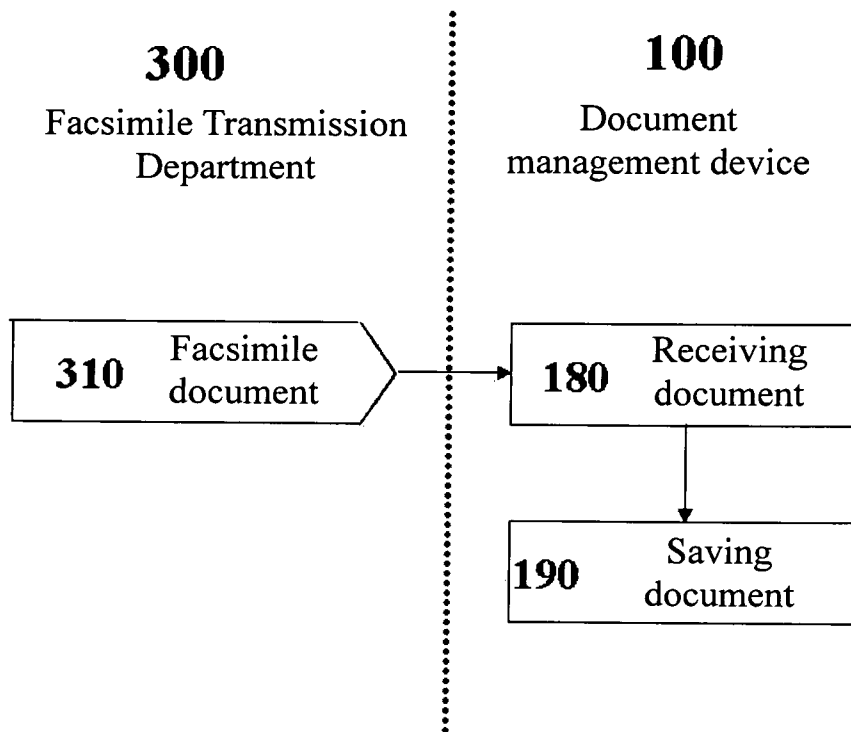 300
Facsimile Transmission
Department
100
Document
management device
310 Facsimile
document
180 Receiving
document
190 Saving
document